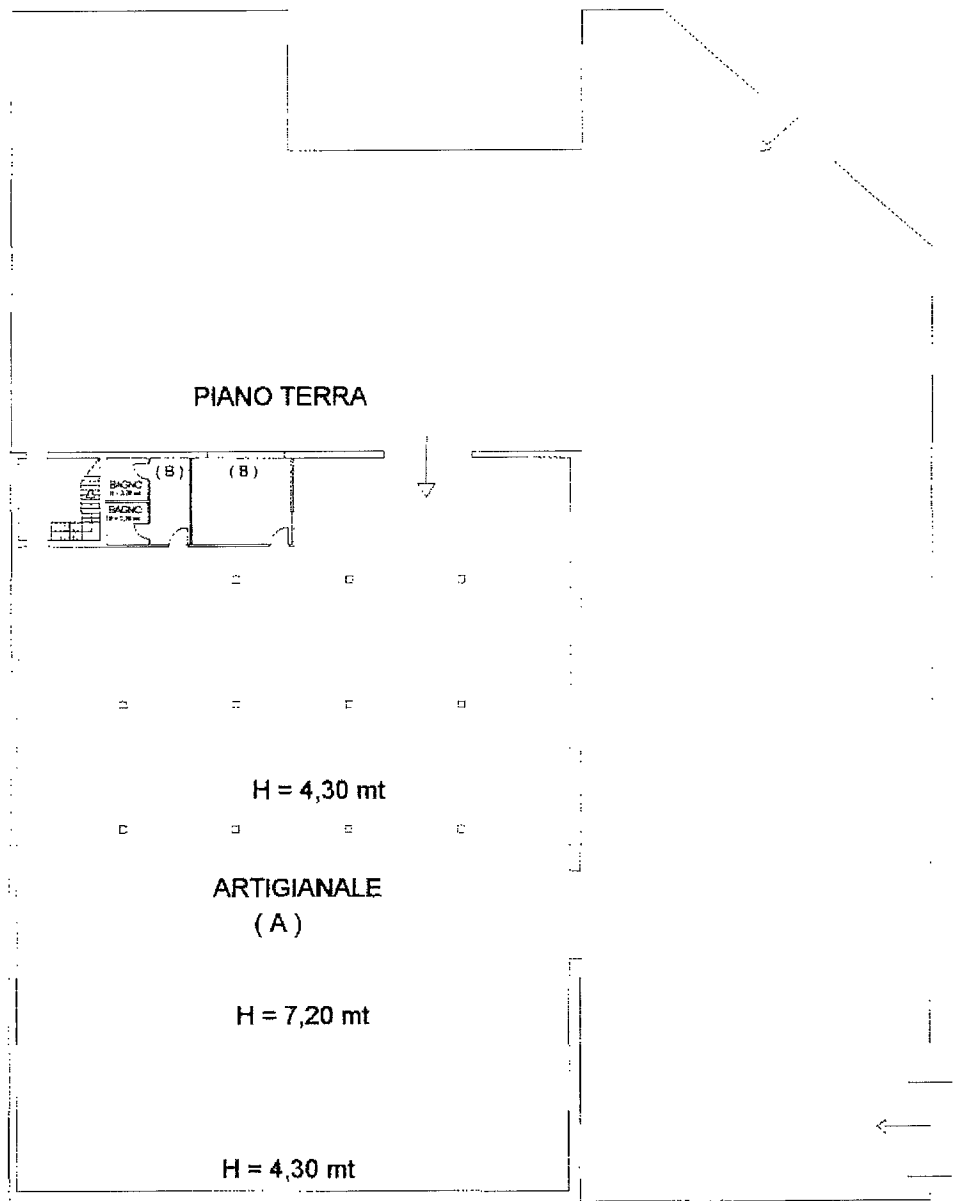 PIANO TERRA
( B )
( B )
BAGNO
BAGNO
H = 4,30 mt
ARTIGIANALE
( A )
H = 7,20 mt
H = 4,30 mt